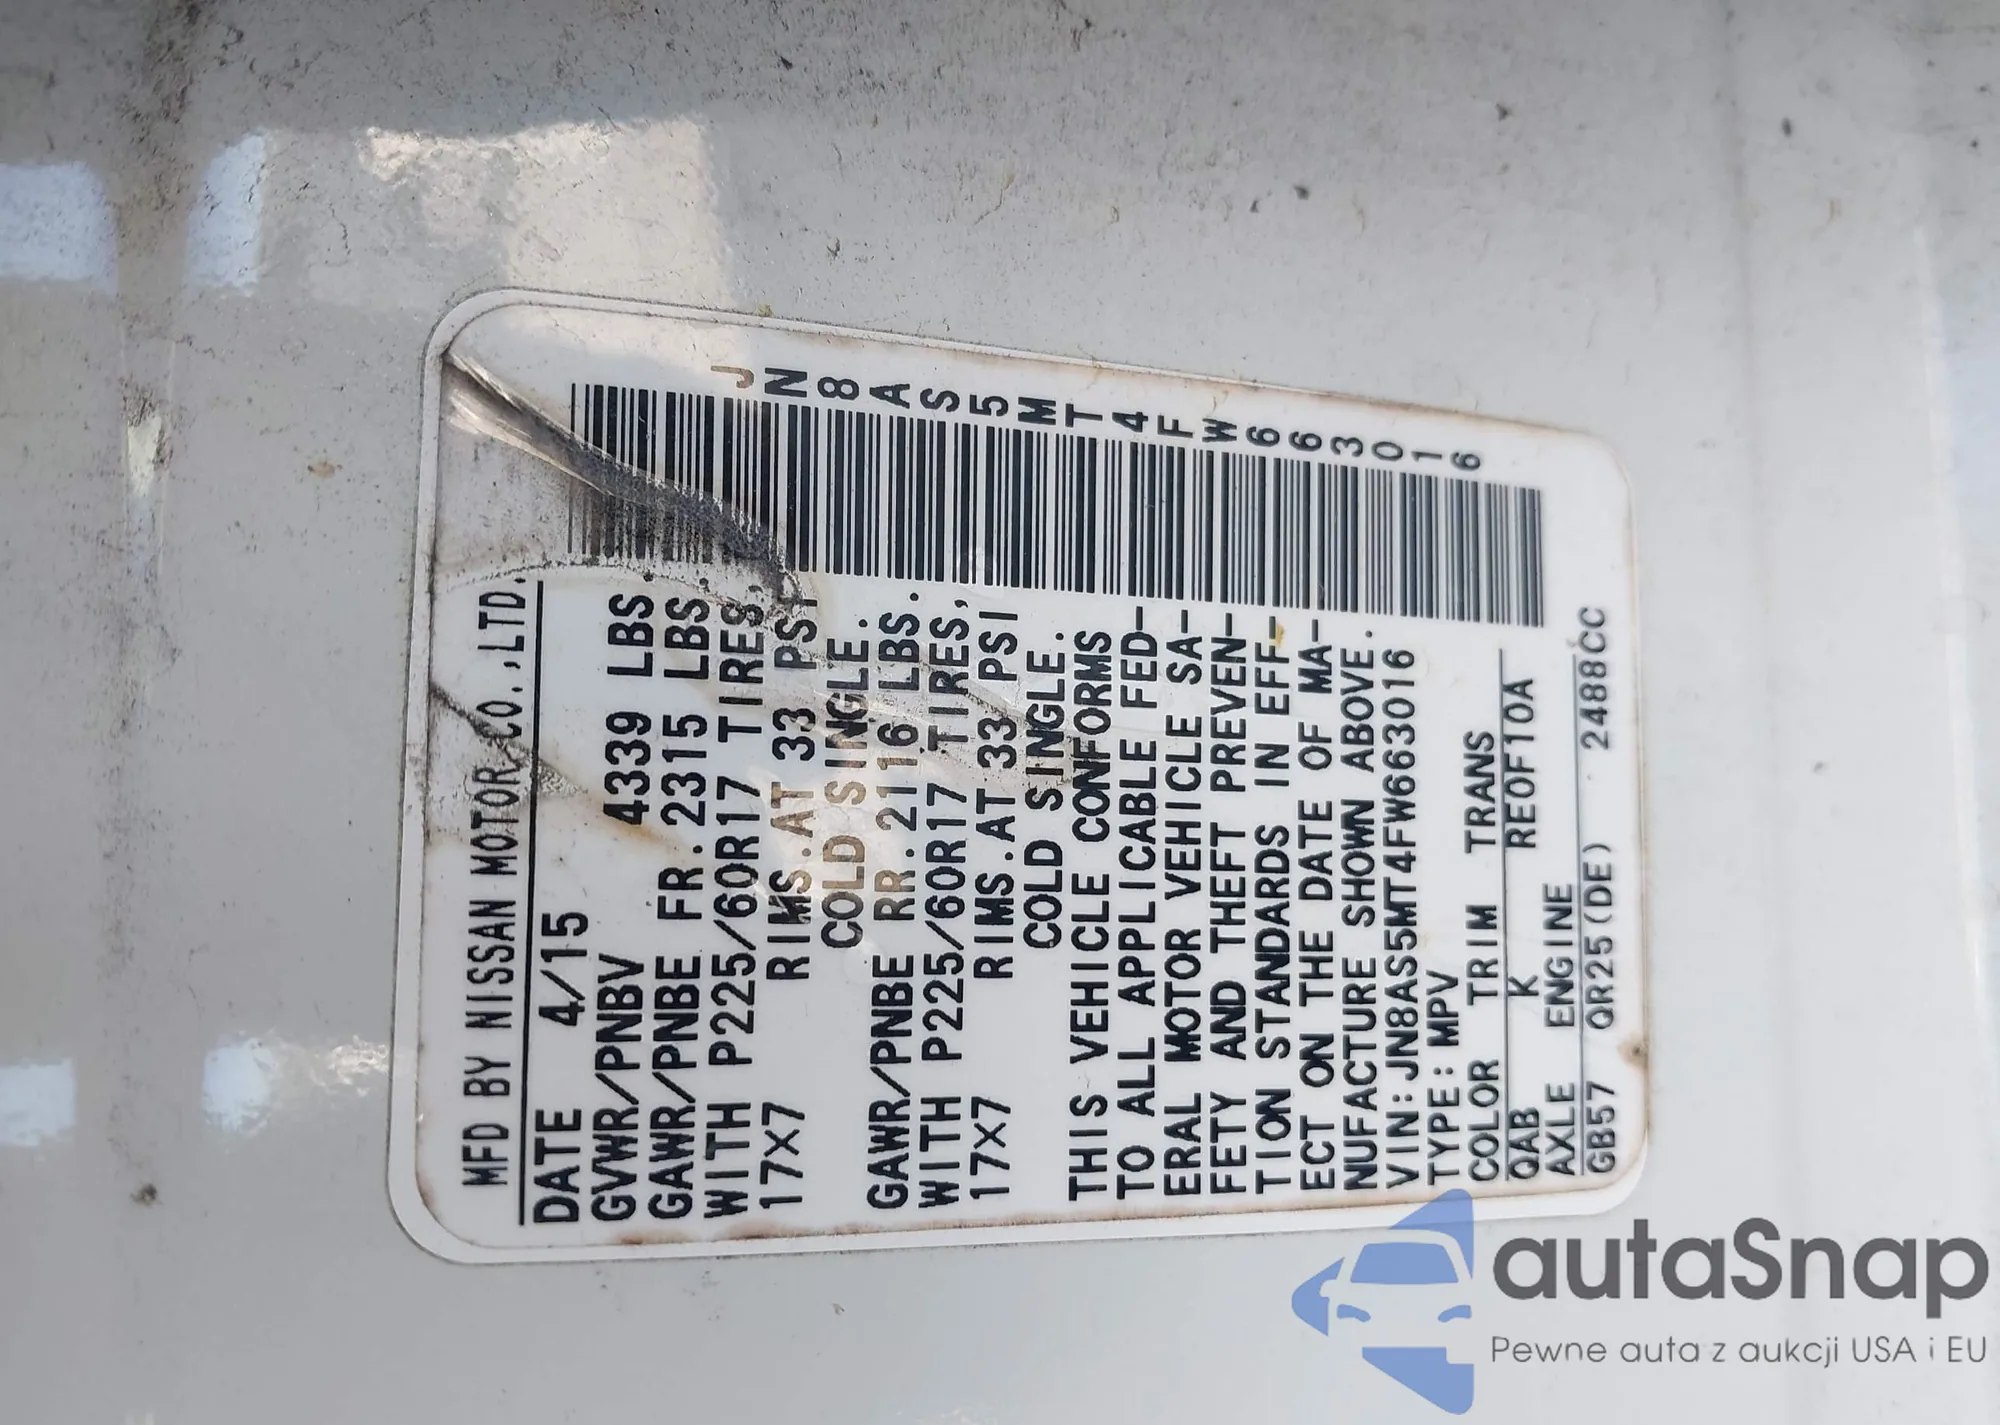 MFD BY NISSAN MOTOR CO.,LTD.
DATE 4/15
GVWR/PNBV 4339 LBS.
GAWR/PNBE FR. 2315 LBS.
WITH P225/60R17 TIRES,
17×7 RIMS.AT 33 PSI
COLD SINGLE.
GAWR/PNBE RR. 2116 LBS.
WITH P225/60R17 TIRES,
17×7 RIMS.AT 33 PSI
COLD SINGLE.
THIS VEHICLE CONFORMS
TO ALL APPLICABLE FED-
ERAL MOTOR VEHICLE SA-
FETY AND THEFT PREVEN-
TION STANDARDS IN EFF-
ECT ON THE DATE OF MA-
NUFACTURE SHOWN ABOVE.
VIN:JN8AS5MT4FW663016
TYPE:MPV
COLOR TRIM TRANS
QAB K RE0F10A
AXLE ENGINE
GB57 QR25(DE) 2488CC
JN8AS5MT4FW663016
autaSnap
Pewne auta z aukcji USA i EU